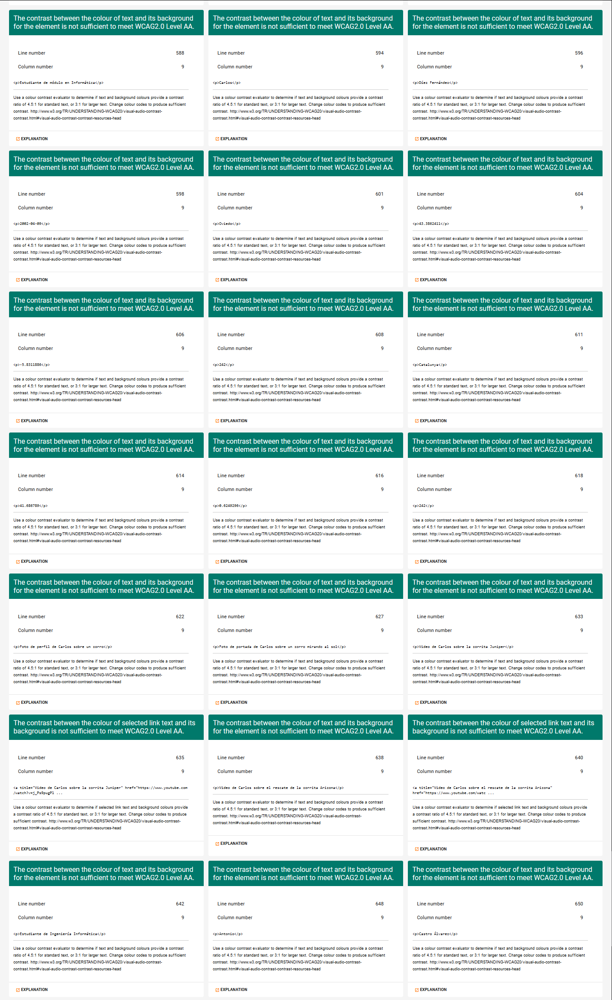 The contrast between the colour of text and its background
for the element is not sufficient to meet WCAG2.0 Level AA.
Line number 588
Column number 9
<p>Estudiante de módulo en Informática</p>
Use a colour contrast evaluator to determine if text and background colours provide a contrast
ratio of 4.5:1 for standard text, or 3:1 for larger text. Change colour codes to produce sufficient
contrast. http://www.w3.org/TR/UNDERSTANDING-WCAG20/visual-audio-contrast-
contrast.html#visual-audio-contrast-contrast-resources-head
EXPLANATION
The contrast between the colour of text and its background
for the element is not sufficient to meet WCAG2.0 Level AA.
Line number 594
Column number 9
<p>Carlos</p>
Use a colour contrast evaluator to determine if text and background colours provide a contrast
ratio of 4.5:1 for standard text, or 3:1 for larger text. Change colour codes to produce sufficient
contrast. http://www.w3.org/TR/UNDERSTANDING-WCAG20/visual-audio-contrast-
contrast.html#visual-audio-contrast-contrast-resources-head
EXPLANATION
The contrast between the colour of text and its background
for the element is not sufficient to meet WCAG2.0 Level AA.
Line number 596
Column number 9
<p>Díez Fernández</p>
Use a colour contrast evaluator to determine if text and background colours provide a contrast
ratio of 4.5:1 for standard text, or 3:1 for larger text. Change colour codes to produce sufficient
contrast. http://www.w3.org/TR/UNDERSTANDING-WCAG20/visual-audio-contrast-
contrast.html#visual-audio-contrast-contrast-resources-head
EXPLANATION
The contrast between the colour of text and its background
for the element is not sufficient to meet WCAG2.0 Level AA.
Line number 598
Column number 9
<p>2002-04-09</p>
Use a colour contrast evaluator to determine if text and background colours provide a contrast
ratio of 4.5:1 for standard text, or 3:1 for larger text. Change colour codes to produce sufficient
contrast. http://www.w3.org/TR/UNDERSTANDING-WCAG20/visual-audio-contrast-
contrast.html#visual-audio-contrast-contrast-resources-head
EXPLANATION
The contrast between the colour of text and its background
for the element is not sufficient to meet WCAG2.0 Level AA.
Line number 601
Column number 9
<p>Oviedo</p>
Use a colour contrast evaluator to determine if text and background colours provide a contrast
ratio of 4.5:1 for standard text, or 3:1 for larger text. Change colour codes to produce sufficient
contrast. http://www.w3.org/TR/UNDERSTANDING-WCAG20/visual-audio-contrast-
contrast.html#visual-audio-contrast-contrast-resources-head
EXPLANATION
The contrast between the colour of text and its background
for the element is not sufficient to meet WCAG2.0 Level AA.
Line number 604
Column number 9
<p>43.3862411</p>
Use a colour contrast evaluator to determine if text and background colours provide a contrast
ratio of 4.5:1 for standard text, or 3:1 for larger text. Change colour codes to produce sufficient
contrast. http://www.w3.org/TR/UNDERSTANDING-WCAG20/visual-audio-contrast-
contrast.html#visual-audio-contrast-contrast-resources-head
EXPLANATION
The contrast between the colour of text and its background
for the element is not sufficient to meet WCAG2.0 Level AA.
Line number 606
Column number 9
<p>-5.8311886</p>
Use a colour contrast evaluator to determine if text and background colours provide a contrast
ratio of 4.5:1 for standard text, or 3:1 for larger text. Change colour codes to produce sufficient
contrast. http://www.w3.org/TR/UNDERSTANDING-WCAG20/visual-audio-contrast-
contrast.html#visual-audio-contrast-contrast-resources-head
EXPLANATION
The contrast between the colour of text and its background
for the element is not sufficient to meet WCAG2.0 Level AA.
Line number 608
Column number 9
<p>242</p>
Use a colour contrast evaluator to determine if text and background colours provide a contrast
ratio of 4.5:1 for standard text, or 3:1 for larger text. Change colour codes to produce sufficient
contrast. http://www.w3.org/TR/UNDERSTANDING-WCAG20/visual-audio-contrast-
contrast.html#visual-audio-contrast-contrast-resources-head
EXPLANATION
The contrast between the colour of text and its background
for the element is not sufficient to meet WCAG2.0 Level AA.
Line number 611
Column number 9
<p>Catalunya</p>
Use a colour contrast evaluator to determine if text and background colours provide a contrast
ratio of 4.5:1 for standard text, or 3:1 for larger text. Change colour codes to produce sufficient
contrast. http://www.w3.org/TR/UNDERSTANDING-WCAG20/visual-audio-contrast-
contrast.html#visual-audio-contrast-contrast-resources-head
EXPLANATION
The contrast between the colour of text and its background
for the element is not sufficient to meet WCAG2.0 Level AA.
Line number 614
Column number 9
<p>41.686789</p>
Use a colour contrast evaluator to determine if text and background colours provide a contrast
ratio of 4.5:1 for standard text, or 3:1 for larger text. Change colour codes to produce sufficient
contrast. http://www.w3.org/TR/UNDERSTANDING-WCAG20/visual-audio-contrast-
contrast.html#visual-audio-contrast-contrast-resources-head
EXPLANATION
The contrast between the colour of text and its background
for the element is not sufficient to meet WCAG2.0 Level AA.
Line number 616
Column number 9
<p>0.6249296</p>
Use a colour contrast evaluator to determine if text and background colours provide a contrast
ratio of 4.5:1 for standard text, or 3:1 for larger text. Change colour codes to produce sufficient
contrast. http://www.w3.org/TR/UNDERSTANDING-WCAG20/visual-audio-contrast-
contrast.html#visual-audio-contrast-contrast-resources-head
EXPLANATION
The contrast between the colour of text and its background
for the element is not sufficient to meet WCAG2.0 Level AA.
Line number 618
Column number 9
<p>242</p>
Use a colour contrast evaluator to determine if text and background colours provide a contrast
ratio of 4.5:1 for standard text, or 3:1 for larger text. Change colour codes to produce sufficient
contrast. http://www.w3.org/TR/UNDERSTANDING-WCAG20/visual-audio-contrast-
contrast.html#visual-audio-contrast-contrast-resources-head
EXPLANATION
The contrast between the colour of text and its background
for the element is not sufficient to meet WCAG2.0 Level AA.
Line number 622
Column number 9
<p>Foto de perfil de Carlos sobre un zorro</p>
Use a colour contrast evaluator to determine if text and background colours provide a contrast
ratio of 4.5:1 for standard text, or 3:1 for larger text. Change colour codes to produce sufficient
contrast. http://www.w3.org/TR/UNDERSTANDING-WCAG20/visual-audio-contrast-
contrast.html#visual-audio-contrast-contrast-resources-head
EXPLANATION
The contrast between the colour of text and its background
for the element is not sufficient to meet WCAG2.0 Level AA.
Line number 627
Column number 9
<p>Foto de portada de Carlos sobre un zorro mirando al sol</p>
Use a colour contrast evaluator to determine if text and background colours provide a contrast
ratio of 4.5:1 for standard text, or 3:1 for larger text. Change colour codes to produce sufficient
contrast. http://www.w3.org/TR/UNDERSTANDING-WCAG20/visual-audio-contrast-
contrast.html#visual-audio-contrast-contrast-resources-head
EXPLANATION
The contrast between the colour of text and its background
for the element is not sufficient to meet WCAG2.0 Level AA.
Line number 633
Column number 9
<p>Video de Carlos sobre la zorrita Juniper</p>
Use a colour contrast evaluator to determine if text and background colours provide a contrast
ratio of 4.5:1 for standard text, or 3:1 for larger text. Change colour codes to produce sufficient
contrast. http://www.w3.org/TR/UNDERSTANDING-WCAG20/visual-audio-contrast-
contrast.html#visual-audio-contrast-contrast-resources-head
EXPLANATION
The contrast between the colour of selected link text and its
background is not sufficient to meet WCAG2.0 Level AA.
Line number 635
Column number 9
<a title="Video de Carlos sobre la zorrita Juniper" href="https://www.youtube.com
/watch?v=j_Ps9pugPl ...
Use a colour contrast evaluator to determine if selected link text and background colours provide
a contrast ratio of 4.5:1 for standard text, or 3:1 for larger text. Change colour codes to produce
sufficient contrast. http://www.w3.org/TR/UNDERSTANDING-WCAG20/visual-audio-contrast-
contrast.html#visual-audio-contrast-contrast-resources-head
EXPLANATION
The contrast between the colour of text and its background
for the element is not sufficient to meet WCAG2.0 Level AA.
Line number 638
Column number 9
<p>Video de Carlos sobre el rescate de la zorrita Arizona</p>
Use a colour contrast evaluator to determine if text and background colours provide a contrast
ratio of 4.5:1 for standard text, or 3:1 for larger text. Change colour codes to produce sufficient
contrast. http://www.w3.org/TR/UNDERSTANDING-WCAG20/visual-audio-contrast-
contrast.html#visual-audio-contrast-contrast-resources-head
EXPLANATION
The contrast between the colour of selected link text and its
background is not sufficient to meet WCAG2.0 Level AA.
Line number 640
Column number 9
<a title="Video de Carlos sobre el rescate de la zorrita Arizona"
href="https://www.youtube.com/watc ...
Use a colour contrast evaluator to determine if selected link text and background colours provide
a contrast ratio of 4.5:1 for standard text, or 3:1 for larger text. Change colour codes to produce
sufficient contrast. http://www.w3.org/TR/UNDERSTANDING-WCAG20/visual-audio-contrast-
contrast.html#visual-audio-contrast-contrast-resources-head
EXPLANATION
The contrast between the colour of text and its background
for the element is not sufficient to meet WCAG2.0 Level AA.
Line number 642
Column number 9
<p>Estudiante de Ingeniería Informática</p>
Use a colour contrast evaluator to determine if text and background colours provide a contrast
ratio of 4.5:1 for standard text, or 3:1 for larger text. Change colour codes to produce sufficient
contrast. http://www.w3.org/TR/UNDERSTANDING-WCAG20/visual-audio-contrast-
contrast.html#visual-audio-contrast-contrast-resources-head
EXPLANATION
The contrast between the colour of text and its background
for the element is not sufficient to meet WCAG2.0 Level AA.
Line number 648
Column number 9
<p>Antonio</p>
Use a colour contrast evaluator to determine if text and background colours provide a contrast
ratio of 4.5:1 for standard text, or 3:1 for larger text. Change colour codes to produce sufficient
contrast. http://www.w3.org/TR/UNDERSTANDING-WCAG20/visual-audio-contrast-
contrast.html#visual-audio-contrast-contrast-resources-head
EXPLANATION
The contrast between the colour of text and its background
for the element is not sufficient to meet WCAG2.0 Level AA.
Line number 650
Column number 9
<p>Castro Álvarez</p>
Use a colour contrast evaluator to determine if text and background colours provide a contrast
ratio of 4.5:1 for standard text, or 3:1 for larger text. Change colour codes to produce sufficient
contrast. http://www.w3.org/TR/UNDERSTANDING-WCAG20/visual-audio-contrast-
contrast.html#visual-audio-contrast-contrast-resources-head
EXPLANATION